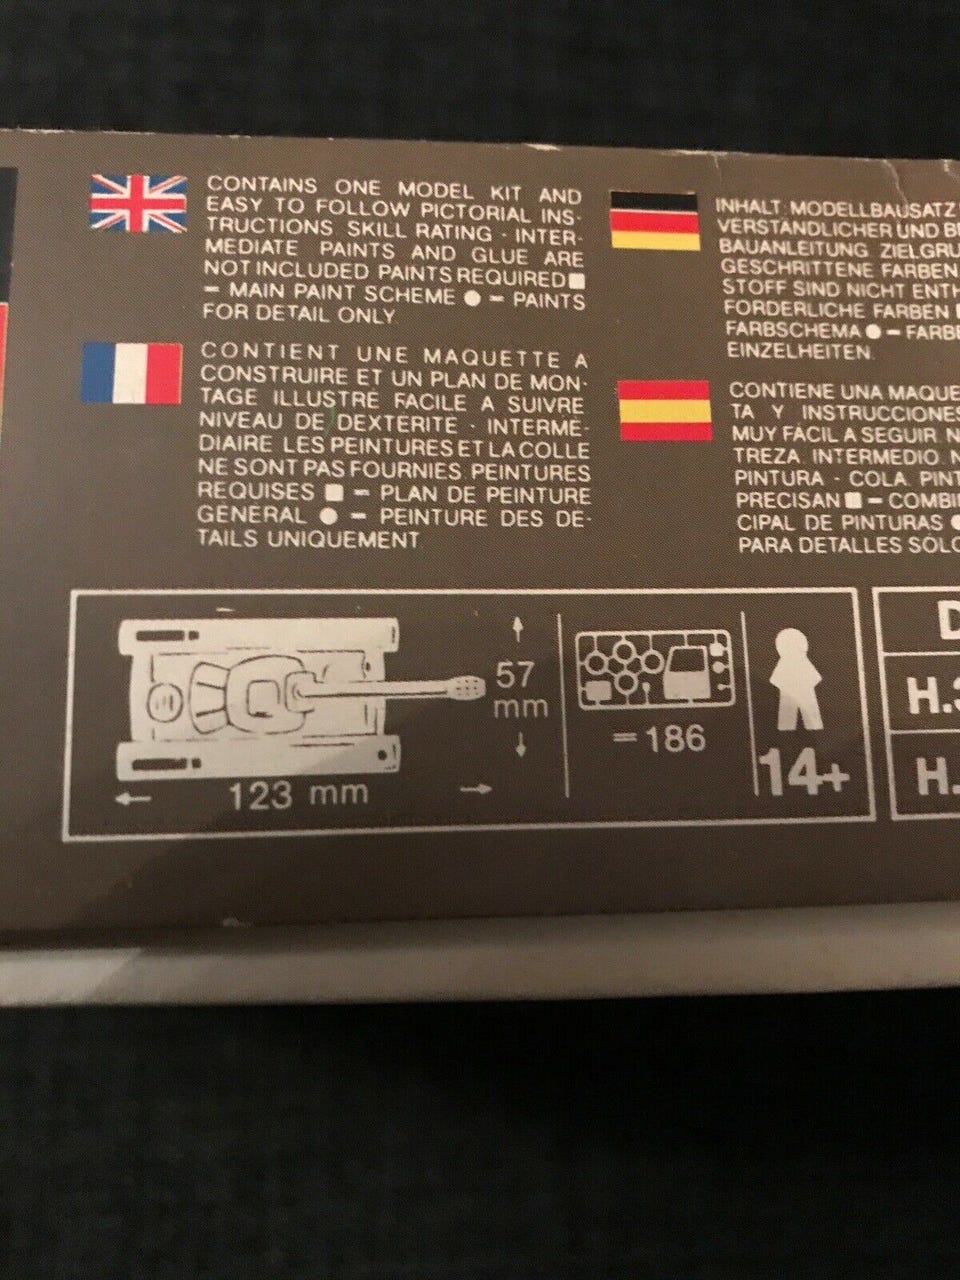 CONTAINS ONE MODEL KIT AND
EASY TO FOLLOW PICTORIAL INS-
TRUCTIONS SKILL RATING - INTER-
MEDIATE PAINTS AND GLUE ARE
NOT INCLUDED PAINTS REQUIRED ■
= MAIN PAINT SCHEME ● = PAINTS
FOR DETAIL ONLY
CONTIENT UNE MAQUETTE A
CONSTRUIRE ET UN PLAN DE MON-
TAGE ILLUSTRE FACILE A SUIVRE
NIVEAU DE DEXTERITE - INTERME-
DIAIRE LES PEINTURES ET LA COLLE
NE SONT PAS FOURNIES PEINTURES
REQUISES ■ = PLAN DE PEINTURE
GENERAL ● = PEINTURE DES DE-
TAILS UNIQUEMENT
INHALT: MODELLBAUSATZ
VERSTANDLICHER UND
BAUANLEITUNG ZIELGRU
GESCHRITTENE FARBEN
STOFF SIND NICHT ENTH
FORDERLICHE FARBEN
FARBSCHEMA ● = FARBE
EINZELHEITEN.
CONTIENE UNA MAQUE
TA Y INSTRUCCIONES
MUY FACIL A SEGUIR. N
TREZA. INTERMEDIO. N
PINTURA - COLA. PINT
PRECISAN ■ = COMBI
CIPAL DE PINTURAS ●
PARA DETALLES SOLO
57
mm
123 mm
= 186
14+
D
H.3
H.